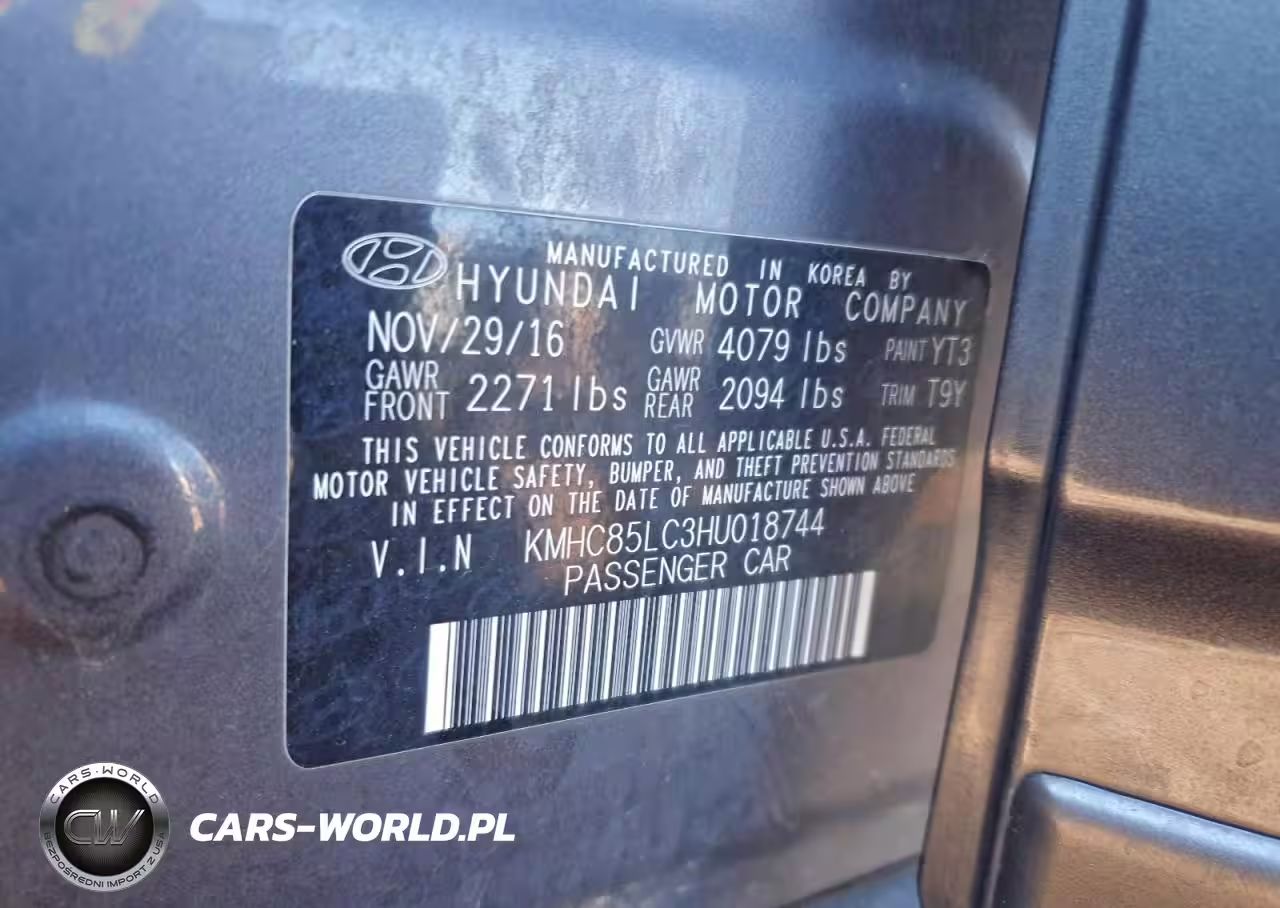 MANUFACTURED IN KOREA BY
HYUNDAI MOTOR COMPANY
NOV/29/16 GVWR 4079 lbs PAINT YT3
GAWR FRONT 2271 lbs GAWR REAR 2094 lbs TRIM T9Y
THIS VEHICLE CONFORMS TO ALL APPLICABLE U.S.A. FEDERAL
MOTOR VEHICLE SAFETY, BUMPER, AND THEFT PREVENTION STANDARDS
IN EFFECT ON THE DATE OF MANUFACTURE SHOWN ABOVE
V.I.N KMHC85LC3HU018744
PASSENGER CAR
CARS-WORLD
CW
BEZPOŚREDNI IMPORT Z USA
CARS-WORLD.PL